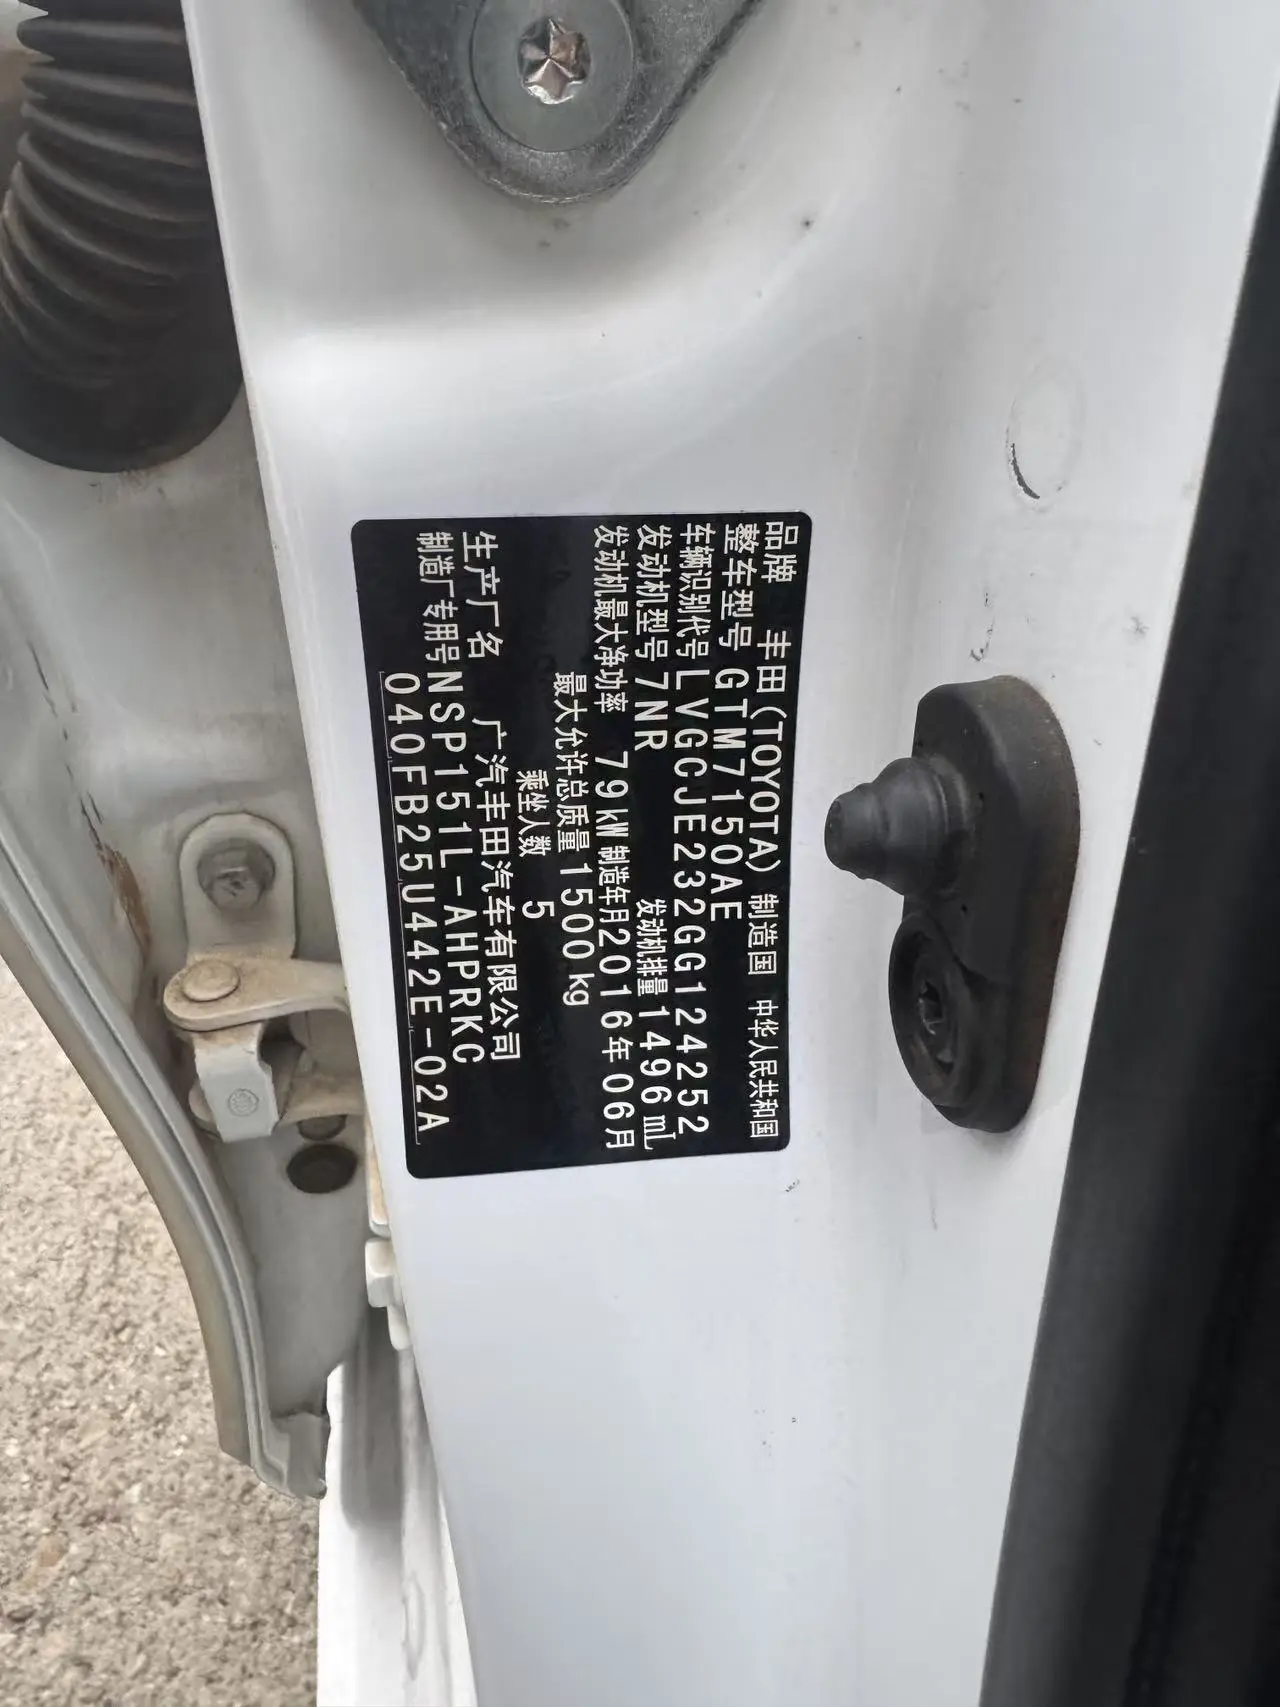 品牌 丰田(TOYOTA) 制造国 中华人民共和国
整车型号 GTM7150AE
车辆识别代号 LVGCJE232GG124252
发动机型号 7NR 发动机排量 1496mL
发动机最大净功率 79kW 制造年月 2016年06月
最大允许总质量 1500kg
乘坐人数 5
生产厂名 广汽丰田汽车有限公司
制造厂专用号 NSP151L-AHPRKC
040FB25U442E-02A